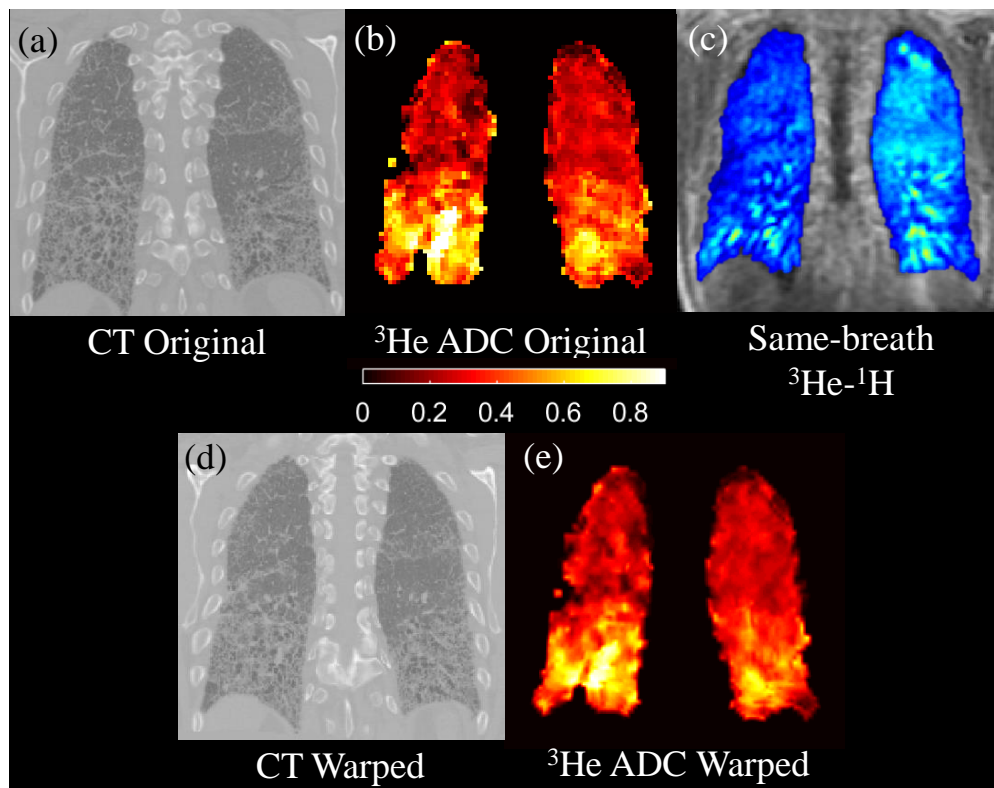 (a)
(b)
(c)
CT Original
³He ADC Original
Same-breath
³He-¹H
0 0.2 0.4 0.6 0.8
(d)
(e)
CT Warped
³He ADC Warped